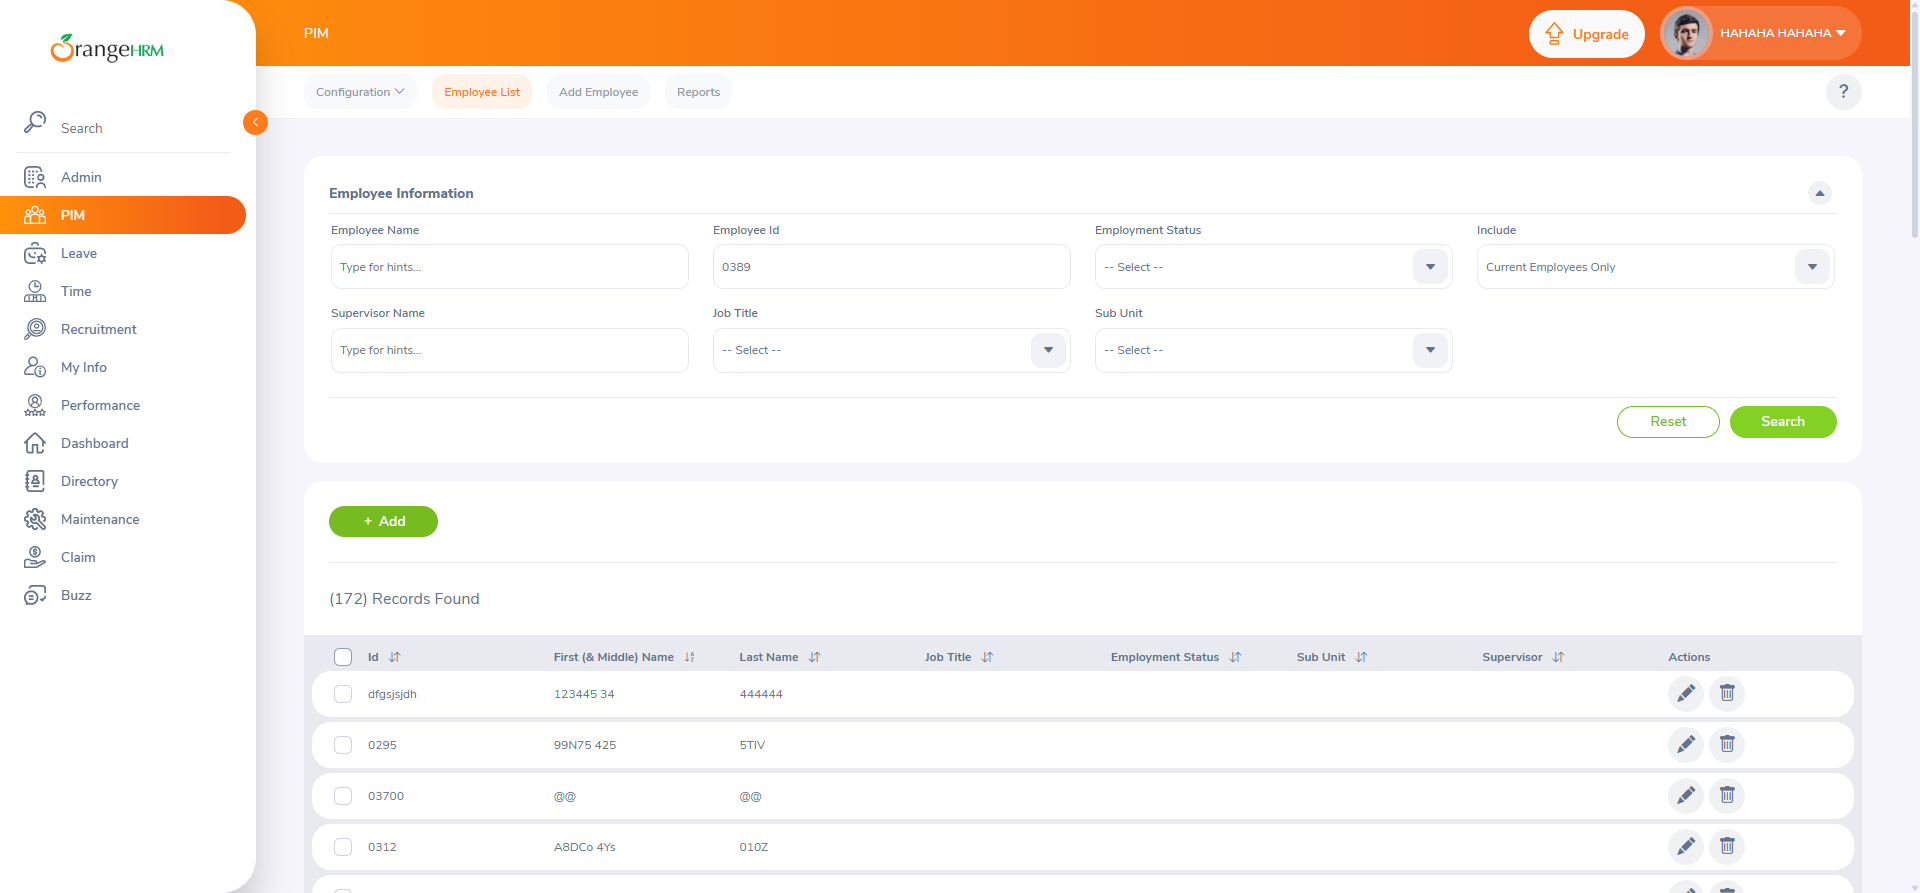 OrangeHRM
PIM
Upgrade
HAHAHA HAHAHA
Configuration
Employee List
Add Employee
Reports
?
Search
Admin
PIM
Leave
Time
Recruitment
My Info
Performance
Dashboard
Directory
Maintenance
Claim
Buzz
Employee Information
Employee Name
Employee Id
Employment Status
Include
Type for hints...
0389
-- Select --
Current Employees Only
Supervisor Name
Job Title
Sub Unit
Type for hints...
-- Select --
-- Select --
Reset
Search
+ Add
(172) Records Found
Id First (& Middle) Name Last Name Job Title Employment Status Sub Unit Supervisor Actions
dfgsjsjdh 123445 34 444444
0295 99N75 425 5TIV
03700 @@ @@
0312 A8DCo 4Ys 010Z